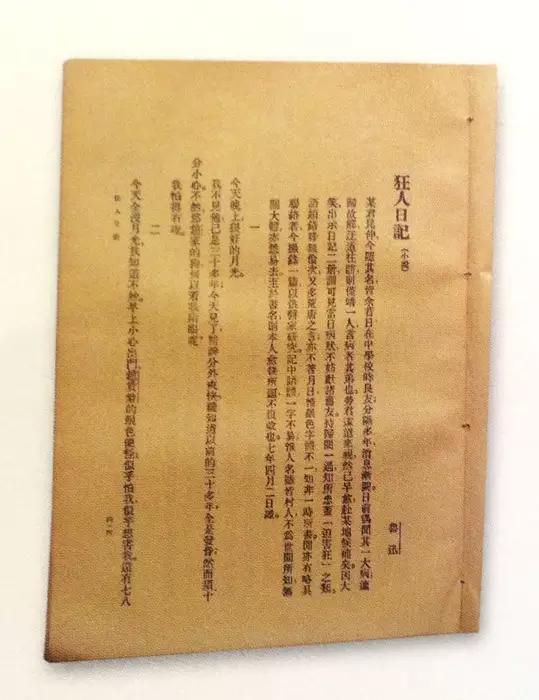 狂人日記 (小說)
魯迅
某君昆仲今隱其名皆余昔日在中學校時良友分隔多年消息漸闕日前偶聞其一大病適
歸故鄉迂道往訪則僅晤一人言病者其弟也勞君遠道來視然已早愈赴某地候補矣因大
笑出示日記二册謂可見當日病狀不妨獻諸舊友持歸閱一過知所患蓋「迫害狂」之類。
語頗錯雜無倫次又多荒唐之言亦不著月日惟墨色字體不一知非一時所書間亦有略具
聯絡者今撮錄一篇以供醫家研究記中語誤一字不易惟人名雖皆村人不為世間所知無
關大體亦悉易去至於書名則本人愈後所題不復改也七年四月二日識。
一
今天晚上很好的月光。
我不見他已是三十多年今天見了精神分外爽快纔知道以前的三十多年全是發昏然而須十
分小心不然那趙家的狗何以看我兩眼呢
我怕得有理。
二
今天全沒月光我知道不妙。早上小心出門趙貴翁的眼色便怪似乎怕我似乎想害我還有七八
狂人日記
四一四